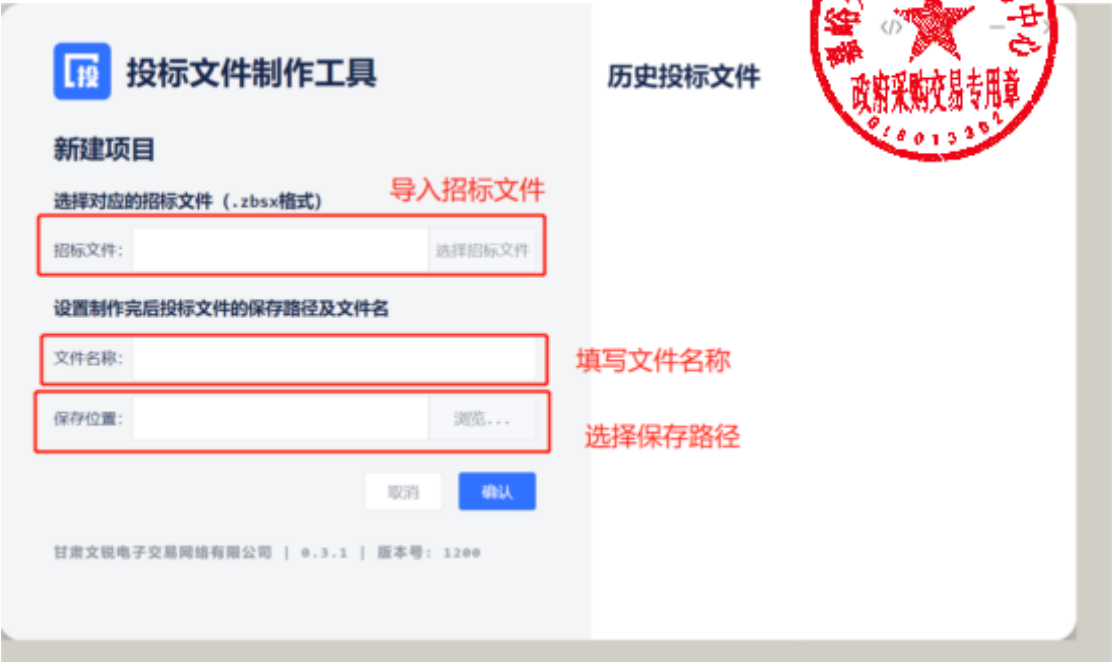 投
投标文件制作工具
新建项目
选择对应的招标文件（.zbsx格式）
导入招标文件
招标文件：
选择招标文件
设置制作完后投标文件的保存路径及文件名
文件名称：
填写文件名称
保存位置：
浏览...
选择保存路径
取消
确认
甘肃文锐电子交易网络有限公司 | 0.3.1 | 版本号: 1200
历史投标文件
</>
中心
政府采购交易专用章